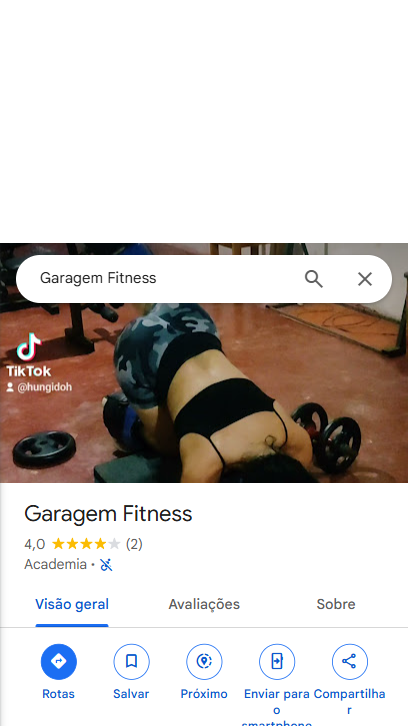 Garagem Fitness
TikTok
@hungidoh
Garagem Fitness
4,0 (2)
Academia •
Visão geral Avaliações Sobre
Rotas Salvar Próximo Enviar para o smartphone Compartilhar